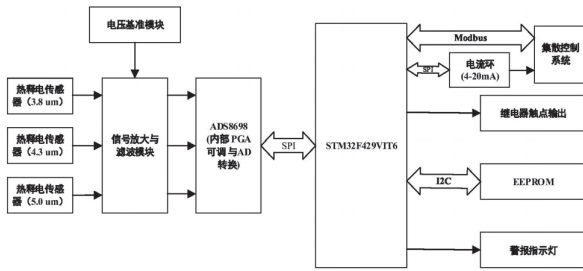 电压基准模块
热释电传感
器（3.8 um）
热释电传感
器（4.3 um）
热释电传感
器（5.0 um）
信号放大与
滤波模块
ADS8698
(内部 PGA
可调与AD
转换)
SPI
STM32F429VIT6
Modbus
SPI
电流环
(4-20mA)
集散控制
系统
继电器触点输出
I2C
EEPROM
警报指示灯